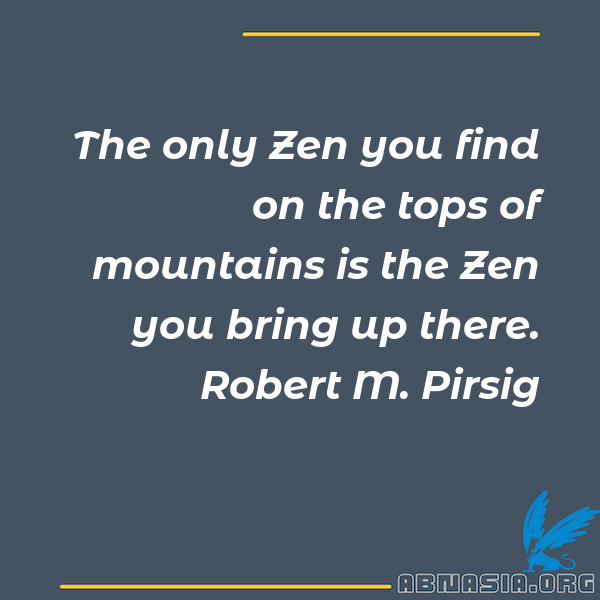 The only Zen you find
on the tops of
mountains is the Zen
you bring up there.
Robert M. Pirsig
ABNASIA.ORG